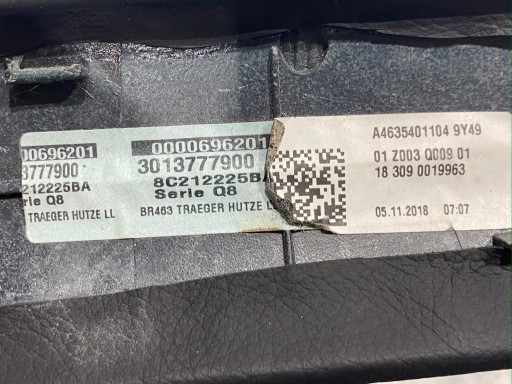 00696201
3777900
212225BA
rie Q8
TRAEGER HUTZE LL
0000696201
3013777900
8C212225BA
Serie Q8
BR463 TRAEGER HUTZE LL
A4635401104 9Y49
01 Z003 Q009 01
18 309 0019963
05.11.2018 07:07